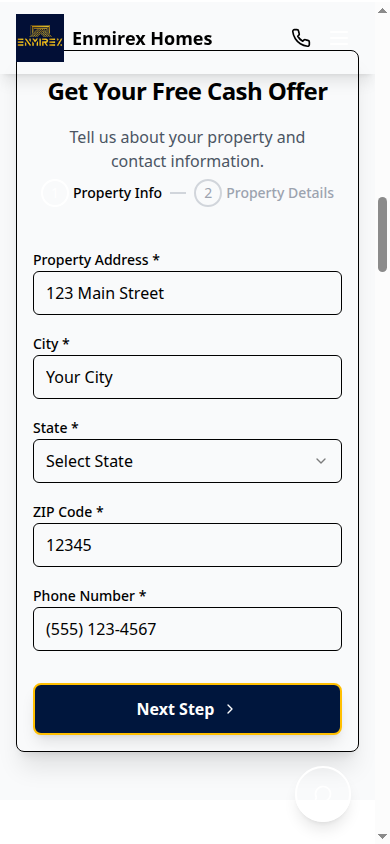 ENMIREX
Enmirex Homes
Get Your Free Cash Offer
Tell us about your property and
contact information.
1 Property Info
2 Property Details
Property Address *
123 Main Street
City *
Your City
State *
Select State
ZIP Code *
12345
Phone Number *
(555) 123-4567
Next Step